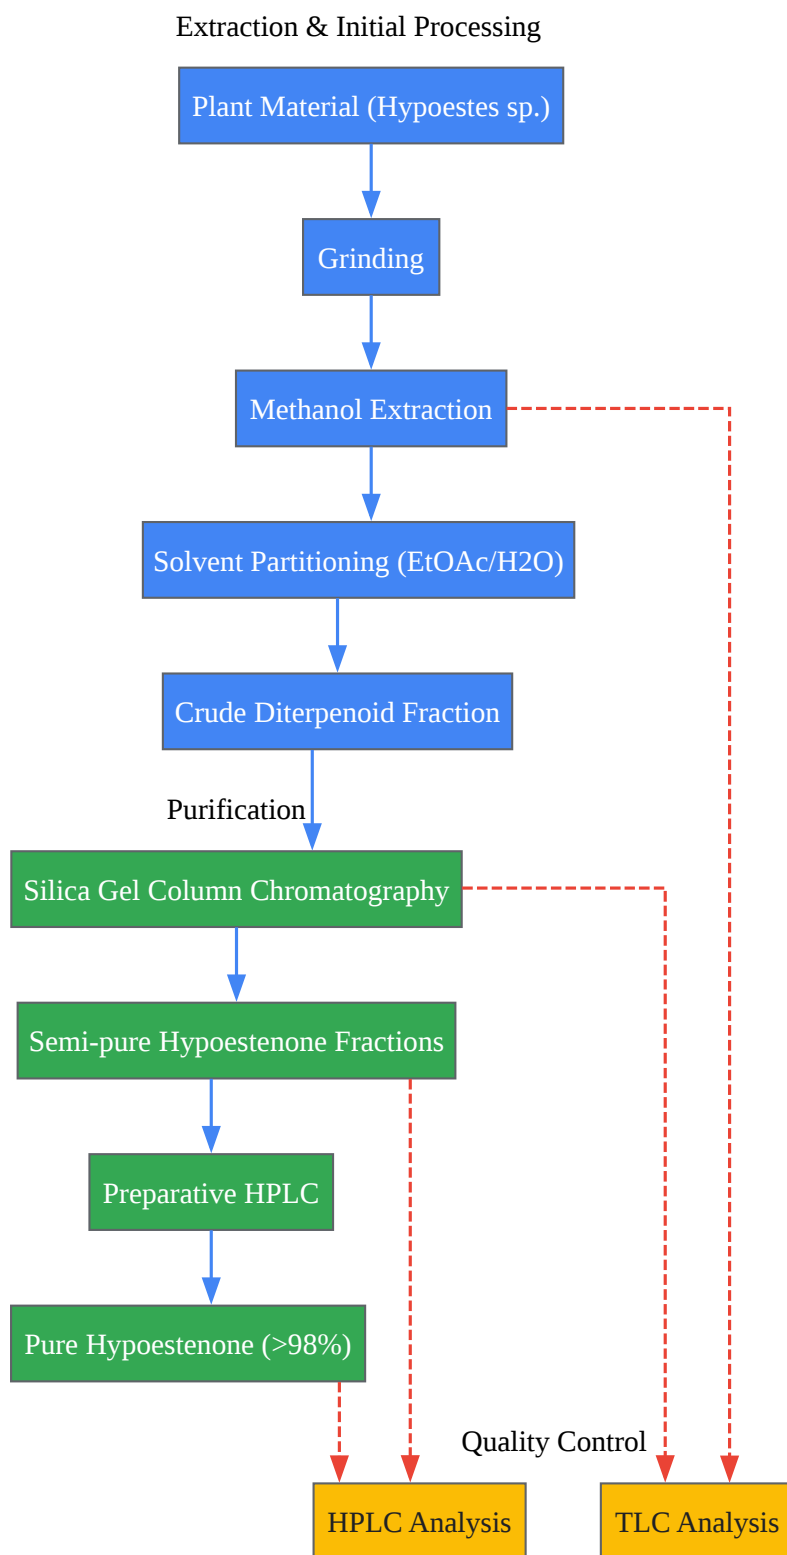 Extraction & Initial Processing
Plant Material (Hypoestes sp.)
Grinding
Methanol Extraction
Solvent Partitioning (EtOAc/H2O)
Crude Diterpenoid Fraction
Purification
Silica Gel Column Chromatography
Semi-pure Hypoestenone Fractions
Preparative HPLC
Pure Hypoestenone (>98%)
Quality Control
HPLC Analysis
TLC Analysis